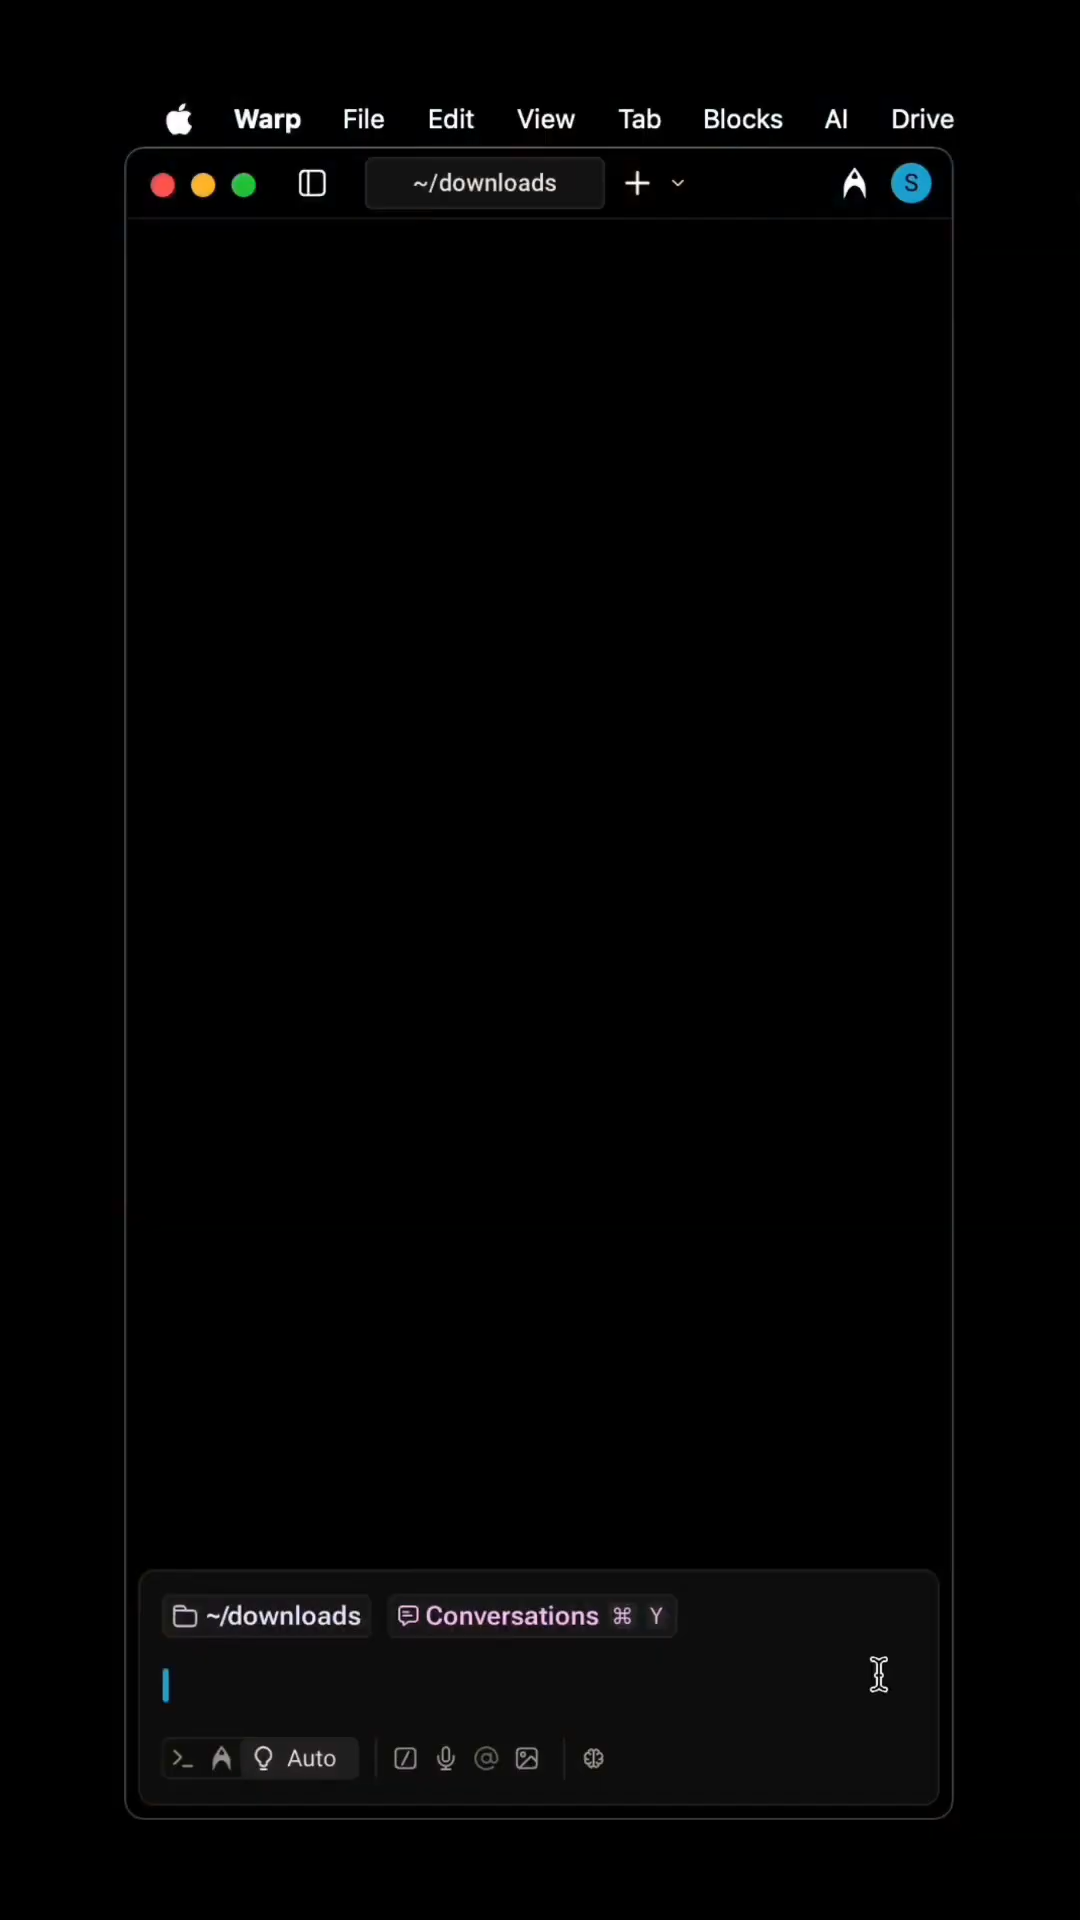 Warp File Edit View Tab Blocks AI Drive
~/downloads S
~/downloads Conversations ⌘ Y
Auto